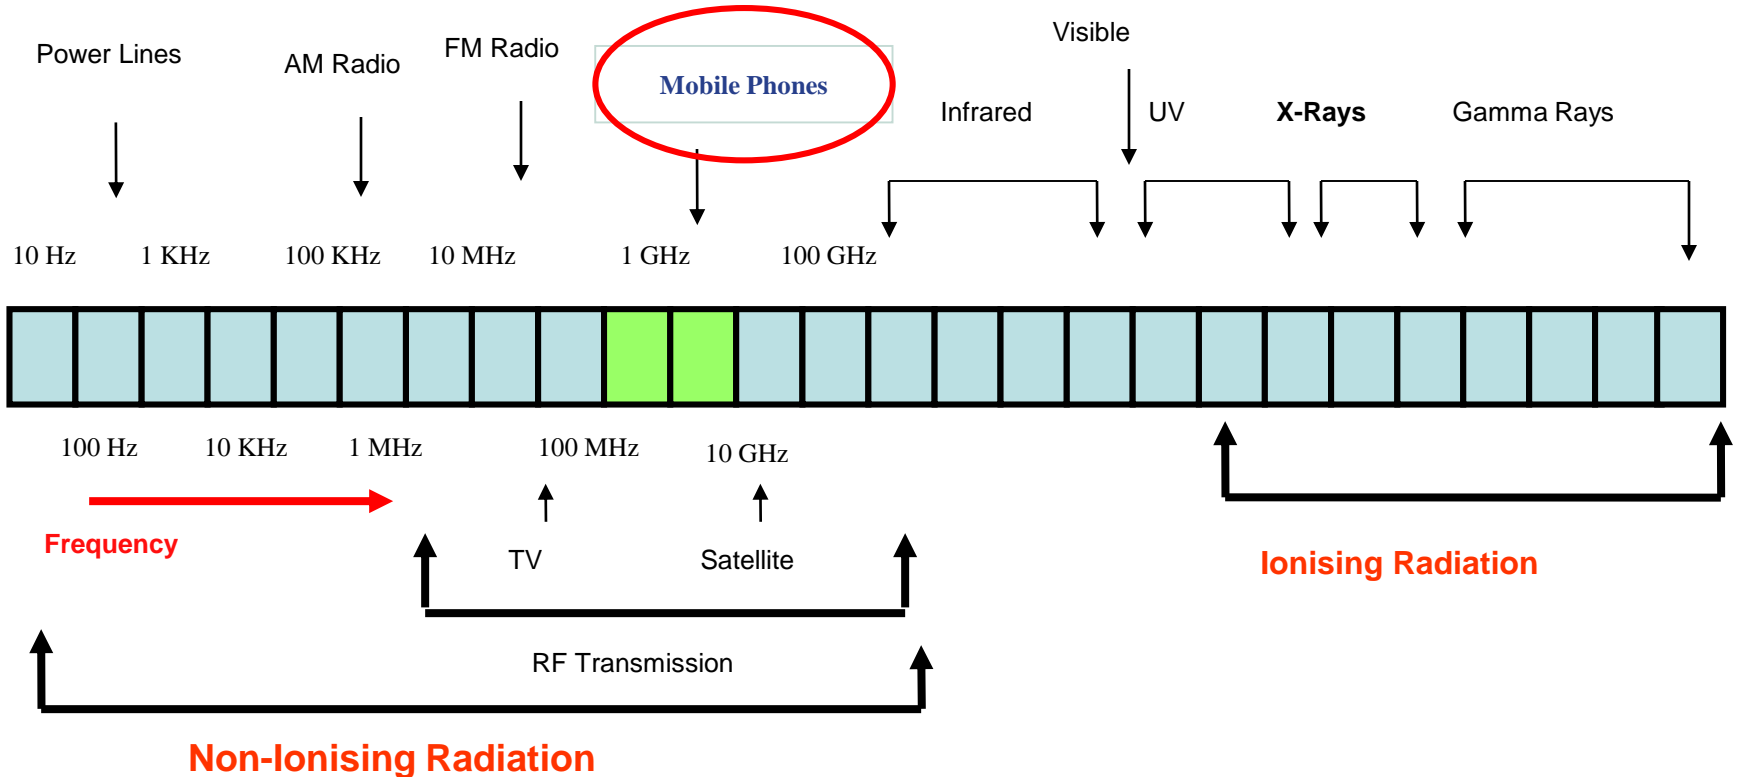 Visible
Power Lines
AM Radio
FM Radio
Mobile Phones
Infrared
UV
X-Rays
Gamma Rays
10 Hz
1 KHz
100 KHz
10 MHz
1 GHz
100 GHz
100 Hz
10 KHz
1 MHz
100 MHz
10 GHz
Frequency
TV
Satellite
Ionising Radiation
RF Transmission
Non-Ionising Radiation